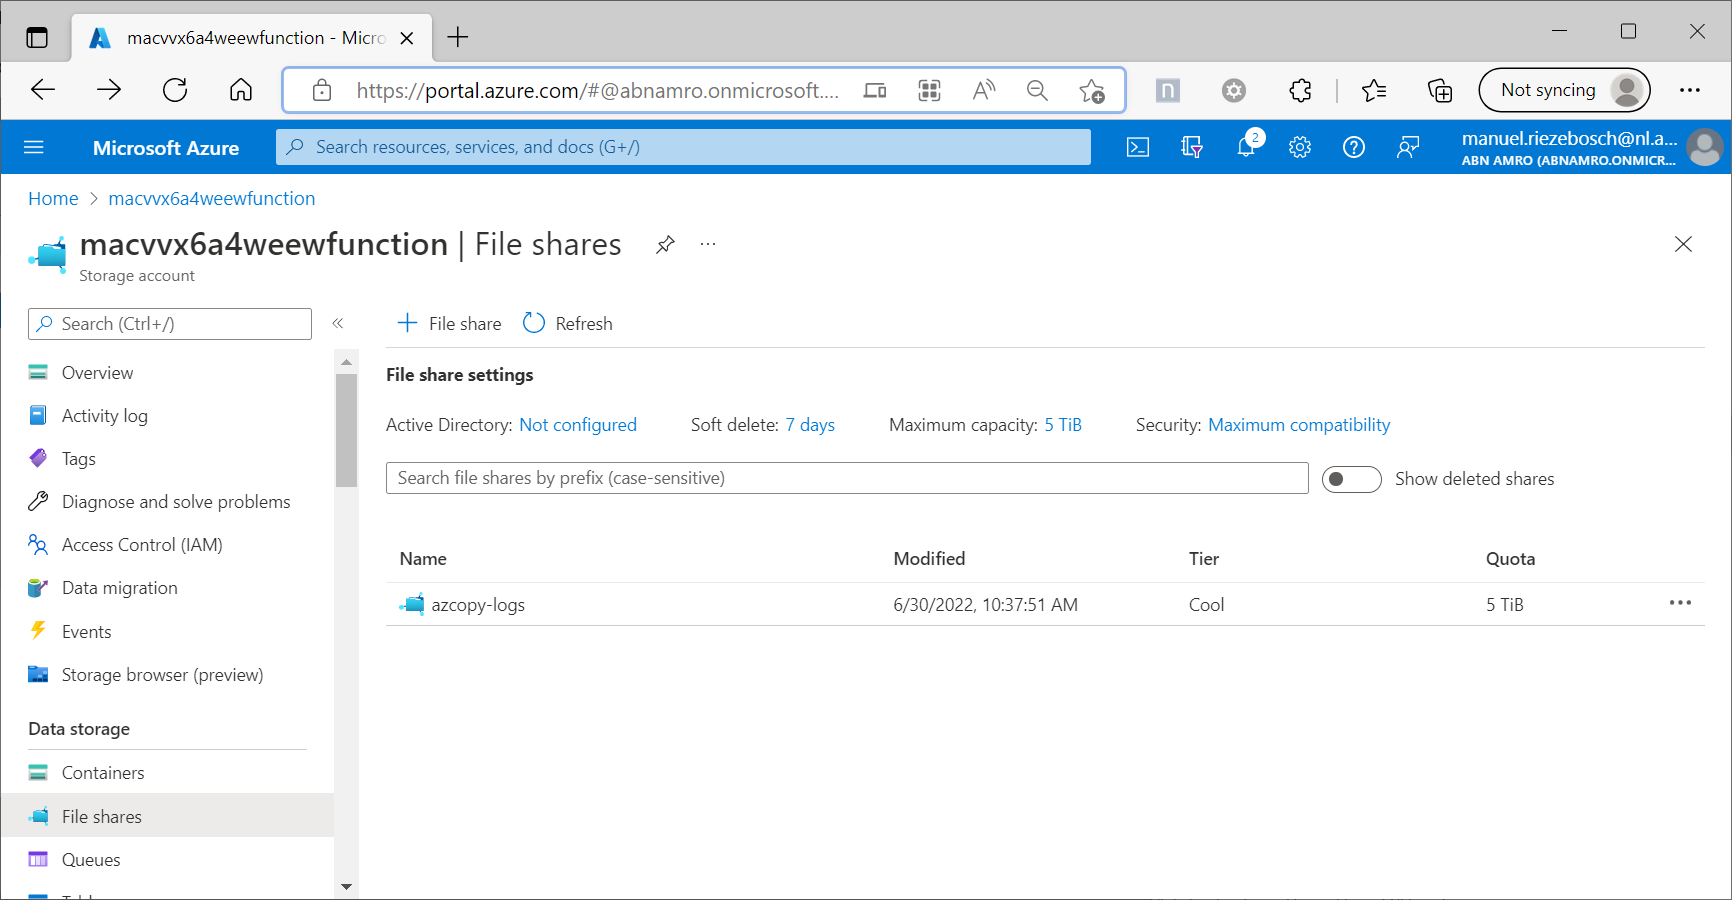 macvvx6a4weewfunction - Micro
https://portal.azure.com/#@abnamro.onmicrosoft....
Not syncing
Microsoft Azure
Search resources, services, and docs (G+/)
2
manuel.riezebosch@nl.a...
ABN AMRO (ABNAMRO.ONMICR...
Home > macvvx6a4weewfunction
macvvx6a4weewfunction | File shares
Storage account
Search (Ctrl+/)
Overview
Activity log
Tags
Diagnose and solve problems
Access Control (IAM)
Data migration
Events
Storage browser (preview)
Data storage
Containers
File shares
Queues
File share
Refresh
File share settings
Active Directory: Not configured
Soft delete: 7 days
Maximum capacity: 5 TiB
Security: Maximum compatibility
Search file shares by prefix (case-sensitive)
Show deleted shares
Name Modified Tier Quota
azcopy-logs 6/30/2022, 10:37:51 AM Cool 5 TiB